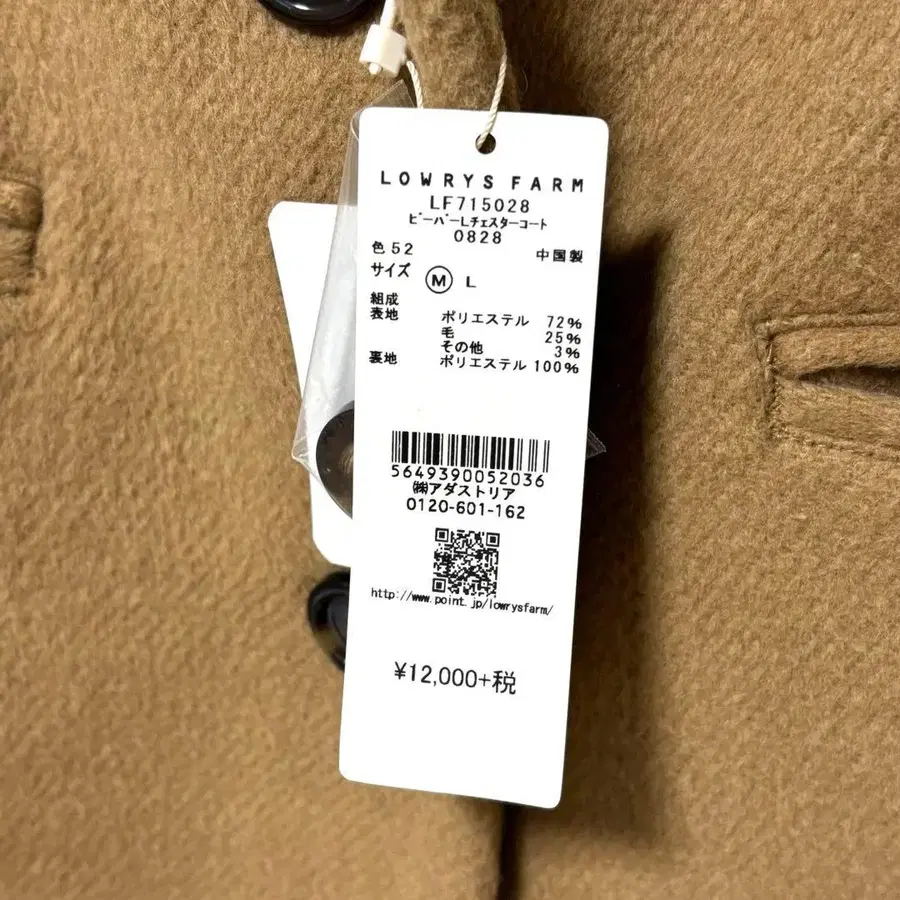 LOWRYS FARM
LF715028
ビーバーLチェスターコート
0828
色52 中国製
サイズ M L
組成
表地 ポリエステル 72%
毛 25%
その他 3%
裏地 ポリエステル 100%
5649390052036
㈱アダストリア
0120-601-162
http://www.point.jp/lowrysfarm/
¥12,000+税